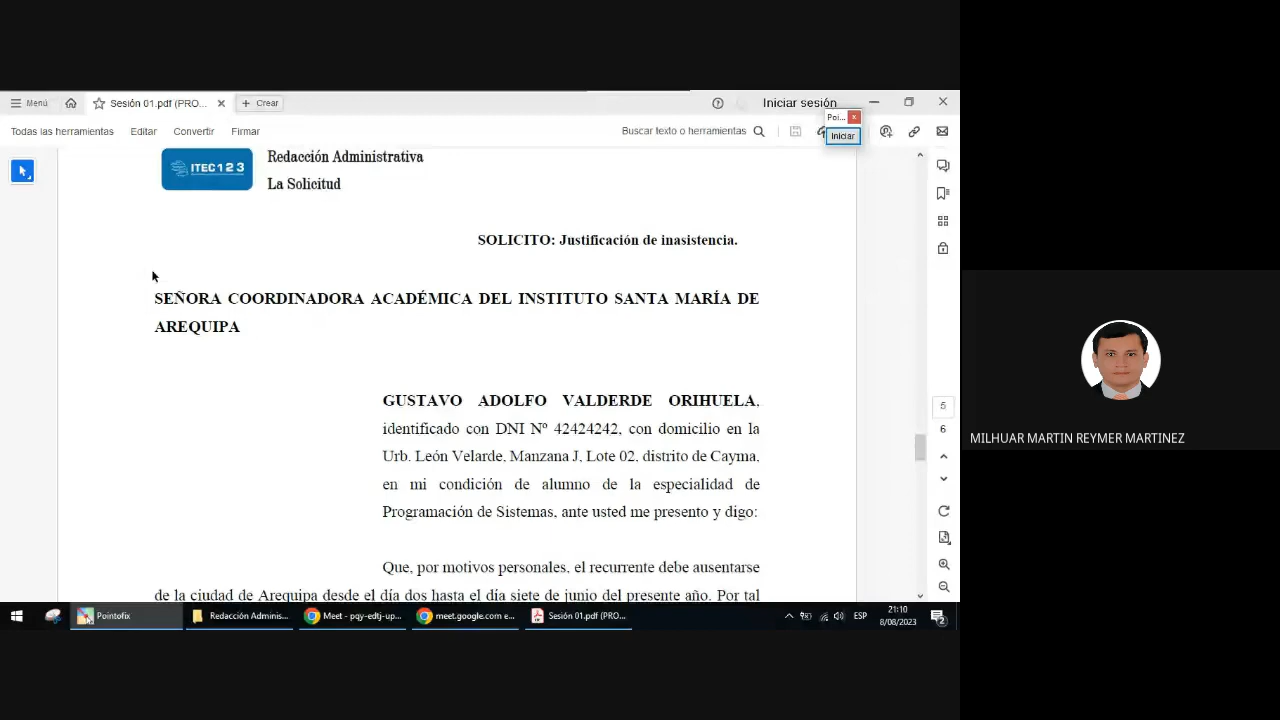 Menú
Sesión 01.pdf (PRO...
Crear
Iniciar sesión
Todas las herramientas
Editar
Convertir
Firmar
Buscar texto o herramientas
Poi...
Iniciar
ITEC 1 2 3
Redacción Administrativa
La Solicitud
SOLICITO: Justificación de inasistencia.
SEÑORA COORDINADORA ACADÉMICA DEL INSTITUTO SANTA MARÍA DE
AREQUIPA
GUSTAVO ADOLFO VALDERDE ORIHUELA,
identificado con DNI Nº 42424242, con domicilio en la
Urb. León Velarde, Manzana J, Lote 02, distrito de Cayma,
en mi condición de alumno de la especialidad de
Programación de Sistemas, ante usted me presento y digo:
Que, por motivos personales, el recurrente debe ausentarse
de la ciudad de Arequipa desde el día dos hasta el día siete de junio del presente año. Por tal
5
6
MILHUAR MARTIN REYMER MARTINEZ
Pointofix
Redacción Adminis...
Meet - pqy-edtj-up...
meet.google.com e...
Sesión 01.pdf (PRO...
ESP
21:10
8/08/2023
2